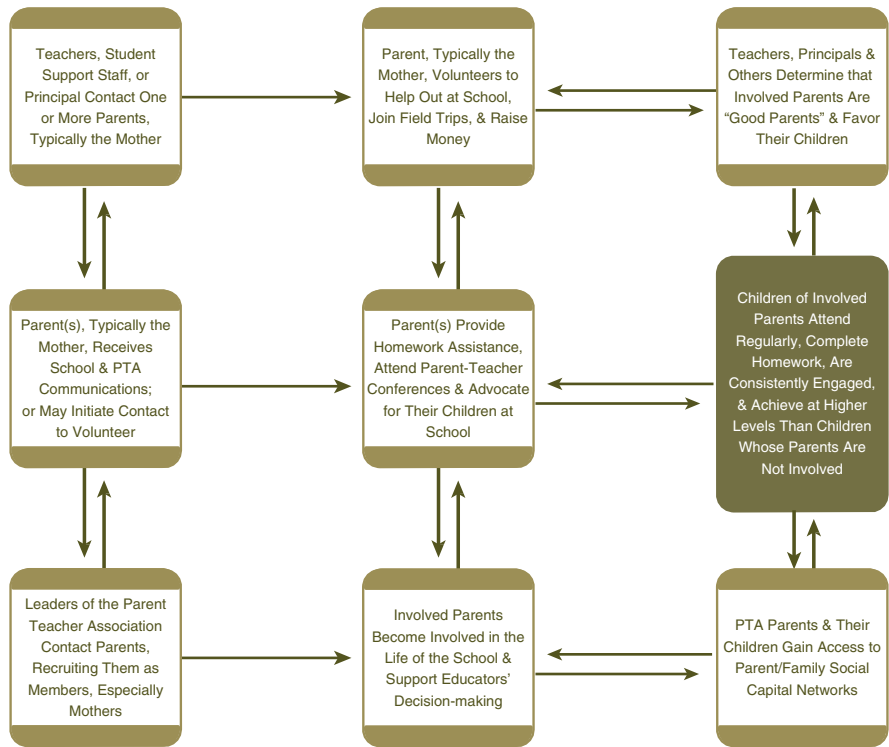 Teachers, Student
Support Staff, or
Principal Contact One
or More Parents,
Typically the Mother
Parent, Typically the
Mother, Volunteers to
Help Out at School,
Join Field Trips, & Raise
Money
Teachers, Principals &
Others Determine that
Involved Parents Are
“Good Parents” & Favor
Their Children
Parent(s), Typically the
Mother, Receives
School & PTA
Communications;
or May Initiate Contact
to Volunteer
Parent(s) Provide
Homework Assistance,
Attend Parent-Teacher
Conferences & Advocate
for Their Children at
School
Children of Involved
Parents Attend
Regularly, Complete
Homework, Are
Consistently Engaged,
& Achieve at Higher
Levels Than Children
Whose Parents Are
Not Involved
Leaders of the Parent
Teacher Association
Contact Parents,
Recruiting Them as
Members, Especially
Mothers
Involved Parents
Become Involved in the
Life of the School &
Support Educators’
Decision-making
PTA Parents & Their
Children Gain Access to
Parent/Family Social
Capital Networks